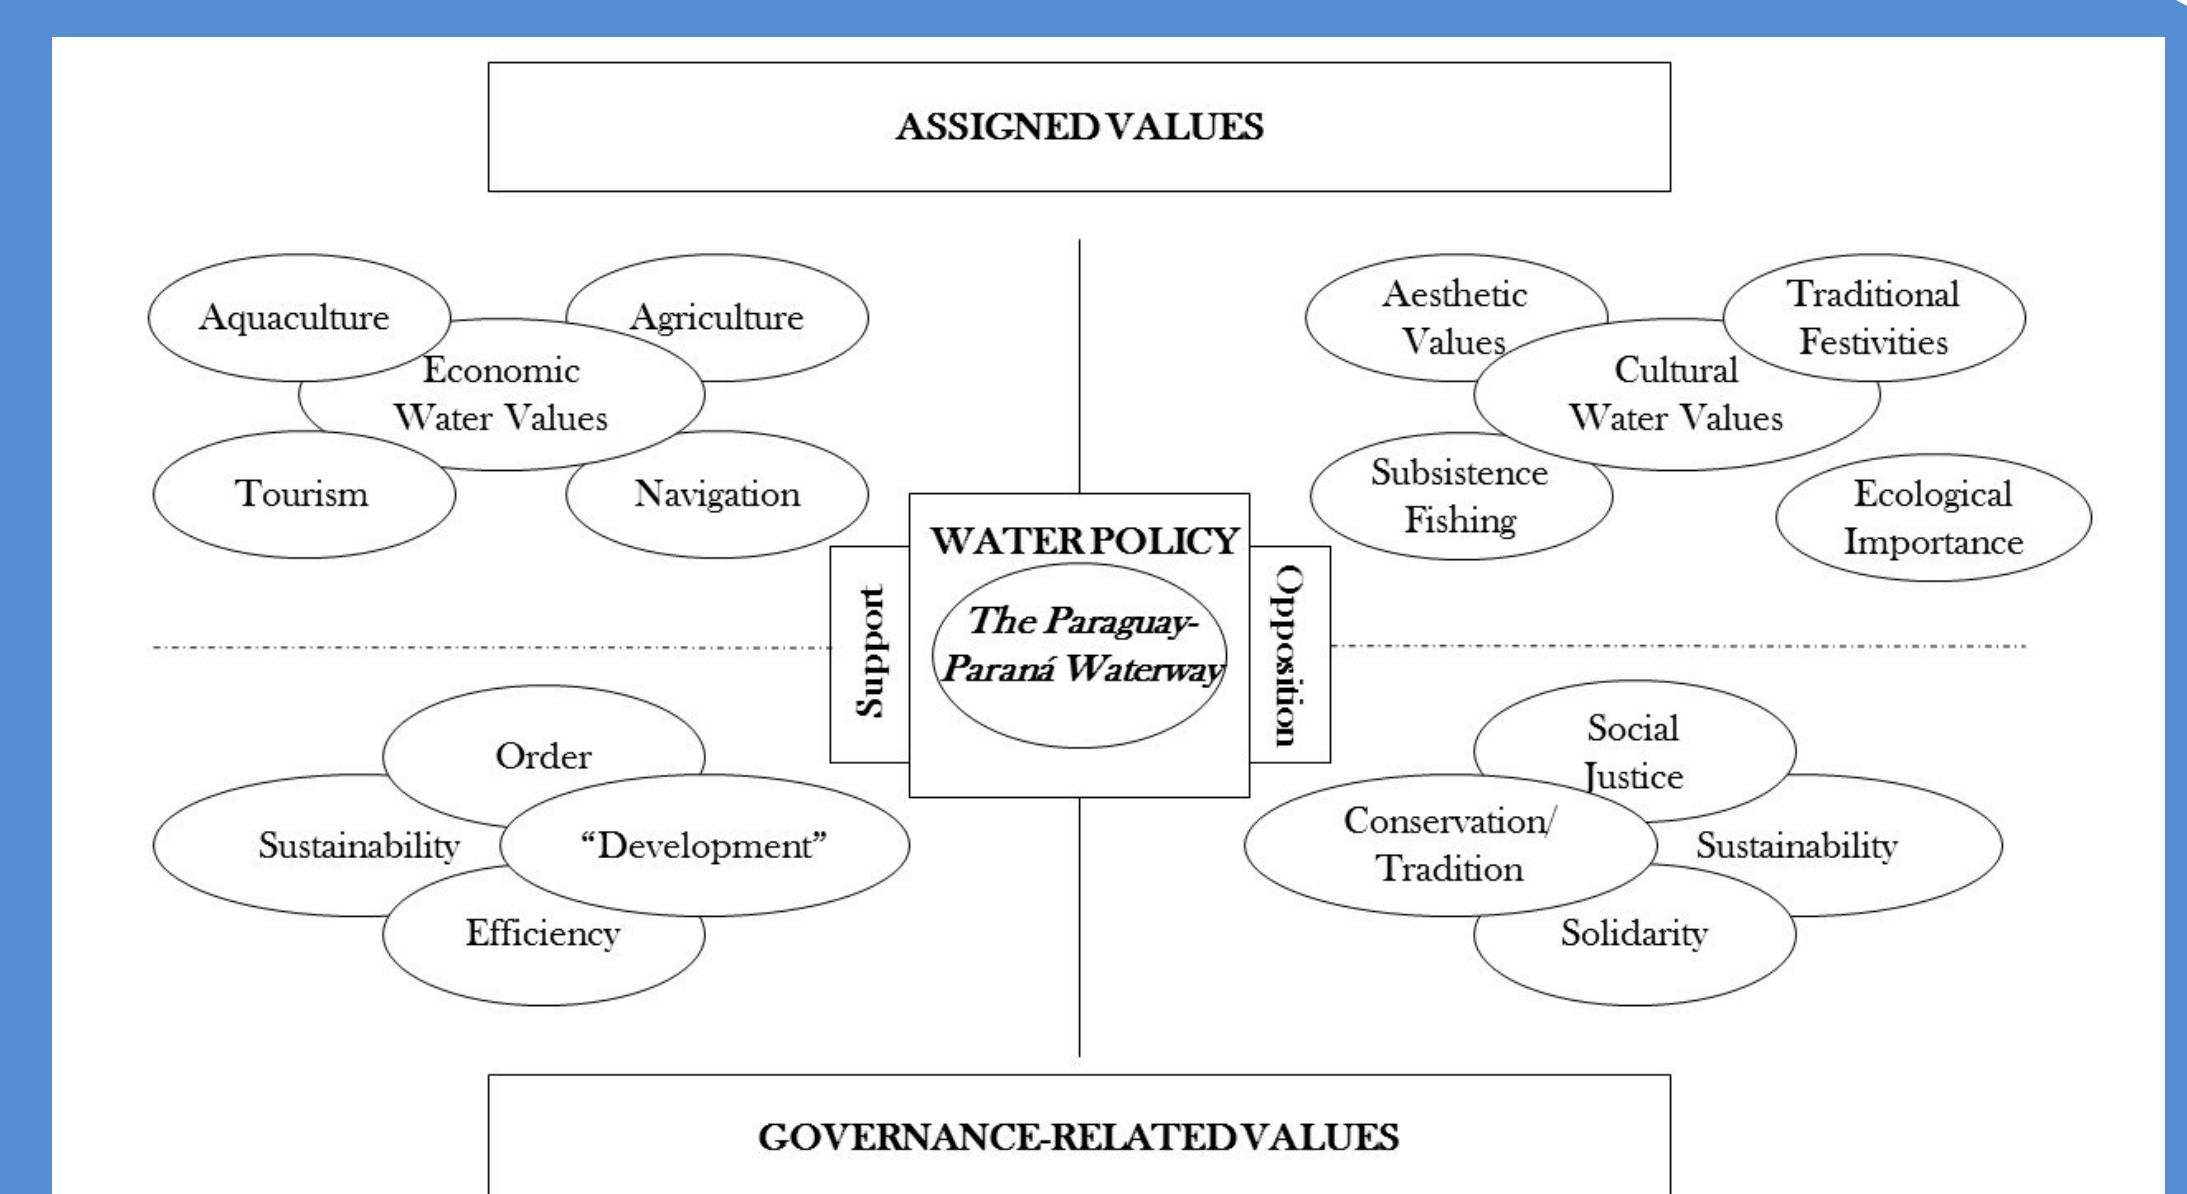 ASSIGNED VALUES
Aquaculture
Agriculture
Economic
Water Values
Tourism
Navigation
Aesthetic
Values
Traditional
Festivities
Cultural
Water Values
Subsistence
Fishing
Ecological
Importance
WATER POLICY
Support
The Paraguay-
Paraná Waterway
Opposition
Order
Sustainability
“Development”
Efficiency
Social
Justice
Conservation/
Tradition
Sustainability
Solidarity
GOVERNANCE-RELATED VALUES